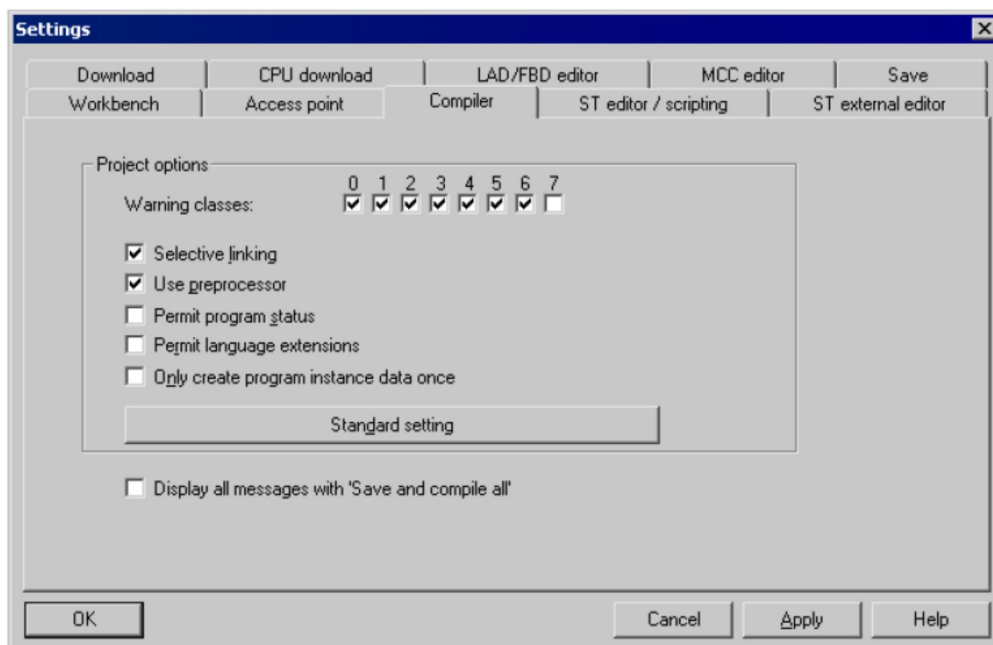 Settings
Download CPU download LAD/FBD editor MCC editor Save
Workbench Access point Compiler ST editor / scripting ST external editor
Project options
0 1 2 3 4 5 6 7
Warning classes:
Selective linking
Use preprocessor
Permit program status
Permit language extensions
Only create program instance data once
Standard setting
Display all messages with 'Save and compile all'
OK Cancel Apply Help